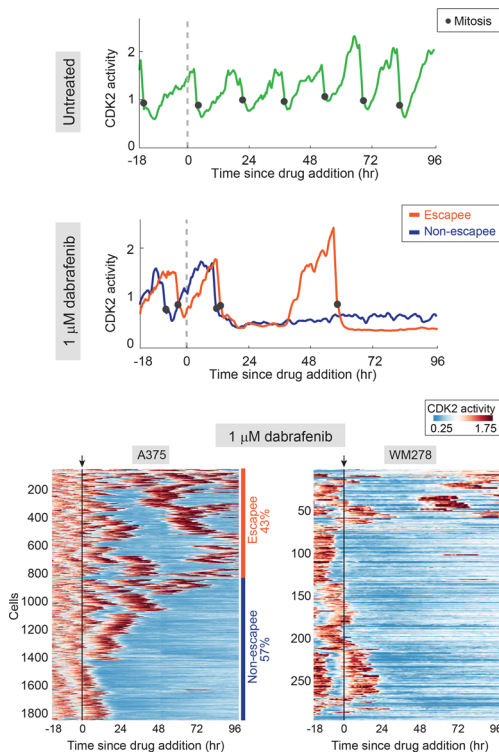 Mitosis
Untreated
CDK2 activity
2
1
0
-18 0 24 48 72 96
Time since drug addition (hr)
Escapee
Non-escapee
1 µM dabrafenib
CDK2 activity
2
1
0
-18 0 24 48 72 96
Time since drug addition (hr)
CDK2 activity
0.25 1.75
1 µM dabrafenib
A375
WM278
Cells
200
400
600
800
1000
1200
1400
1600
1800
Escapee
43%
Non-escapee
57%
50
100
150
200
250
-18 0 24 48 72 96
Time since drug addition (hr)
-18 0 24 48 72 96
Time since drug addition (hr)